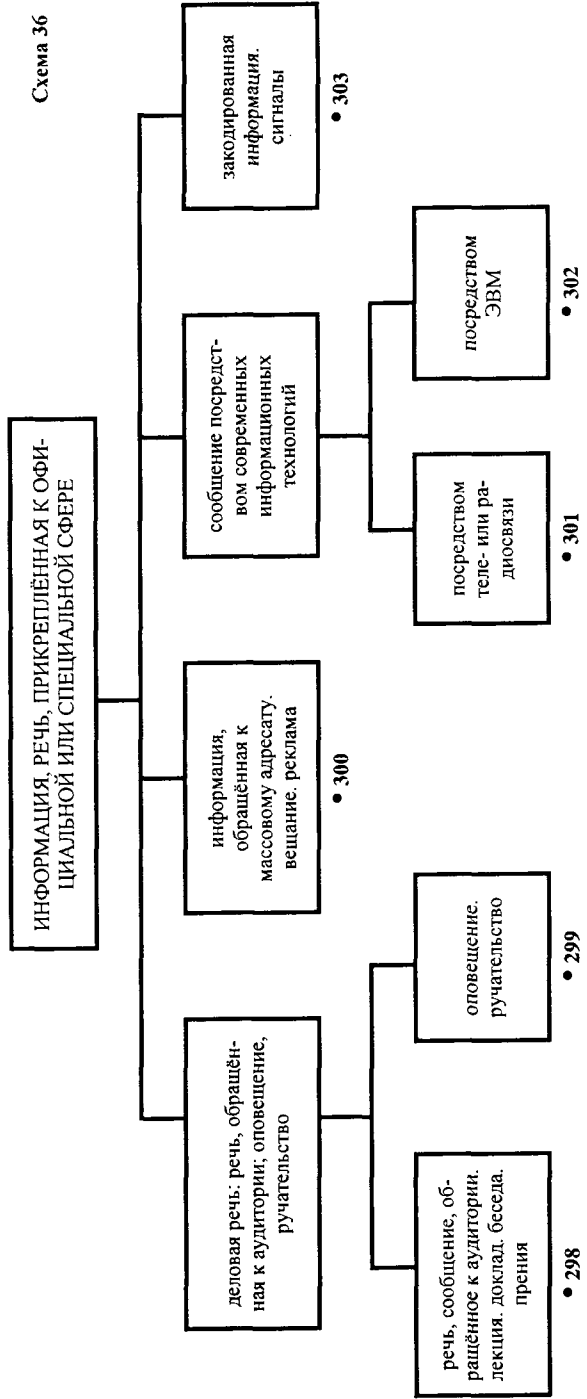 Схема 36
ИНФОРМАЦИЯ, РЕЧЬ, ПРИКРЕПЛЁННАЯ К ОФИ-
ЦИАЛЬНОЙ ИЛИ СПЕЦИАЛЬНОЙ СФЕРЕ
деловая речь: речь, обращён-
ная к аудитории; оповещение,
ручательство
информация,
обращённая к
массовому адресату.
вещание. реклама
• 300
сообщение посредст-
вом современных
информационных
технологий
закодированная
информация.
сигналы
• 303
речь, сообщение, об-
ращённое к аудитории.
лекция. доклад. беседа.
прения
• 298
оповещение.
ручательство
• 299
посредством
теле- или ра-
диосвязи
• 301
посредством
ЭВМ
• 302